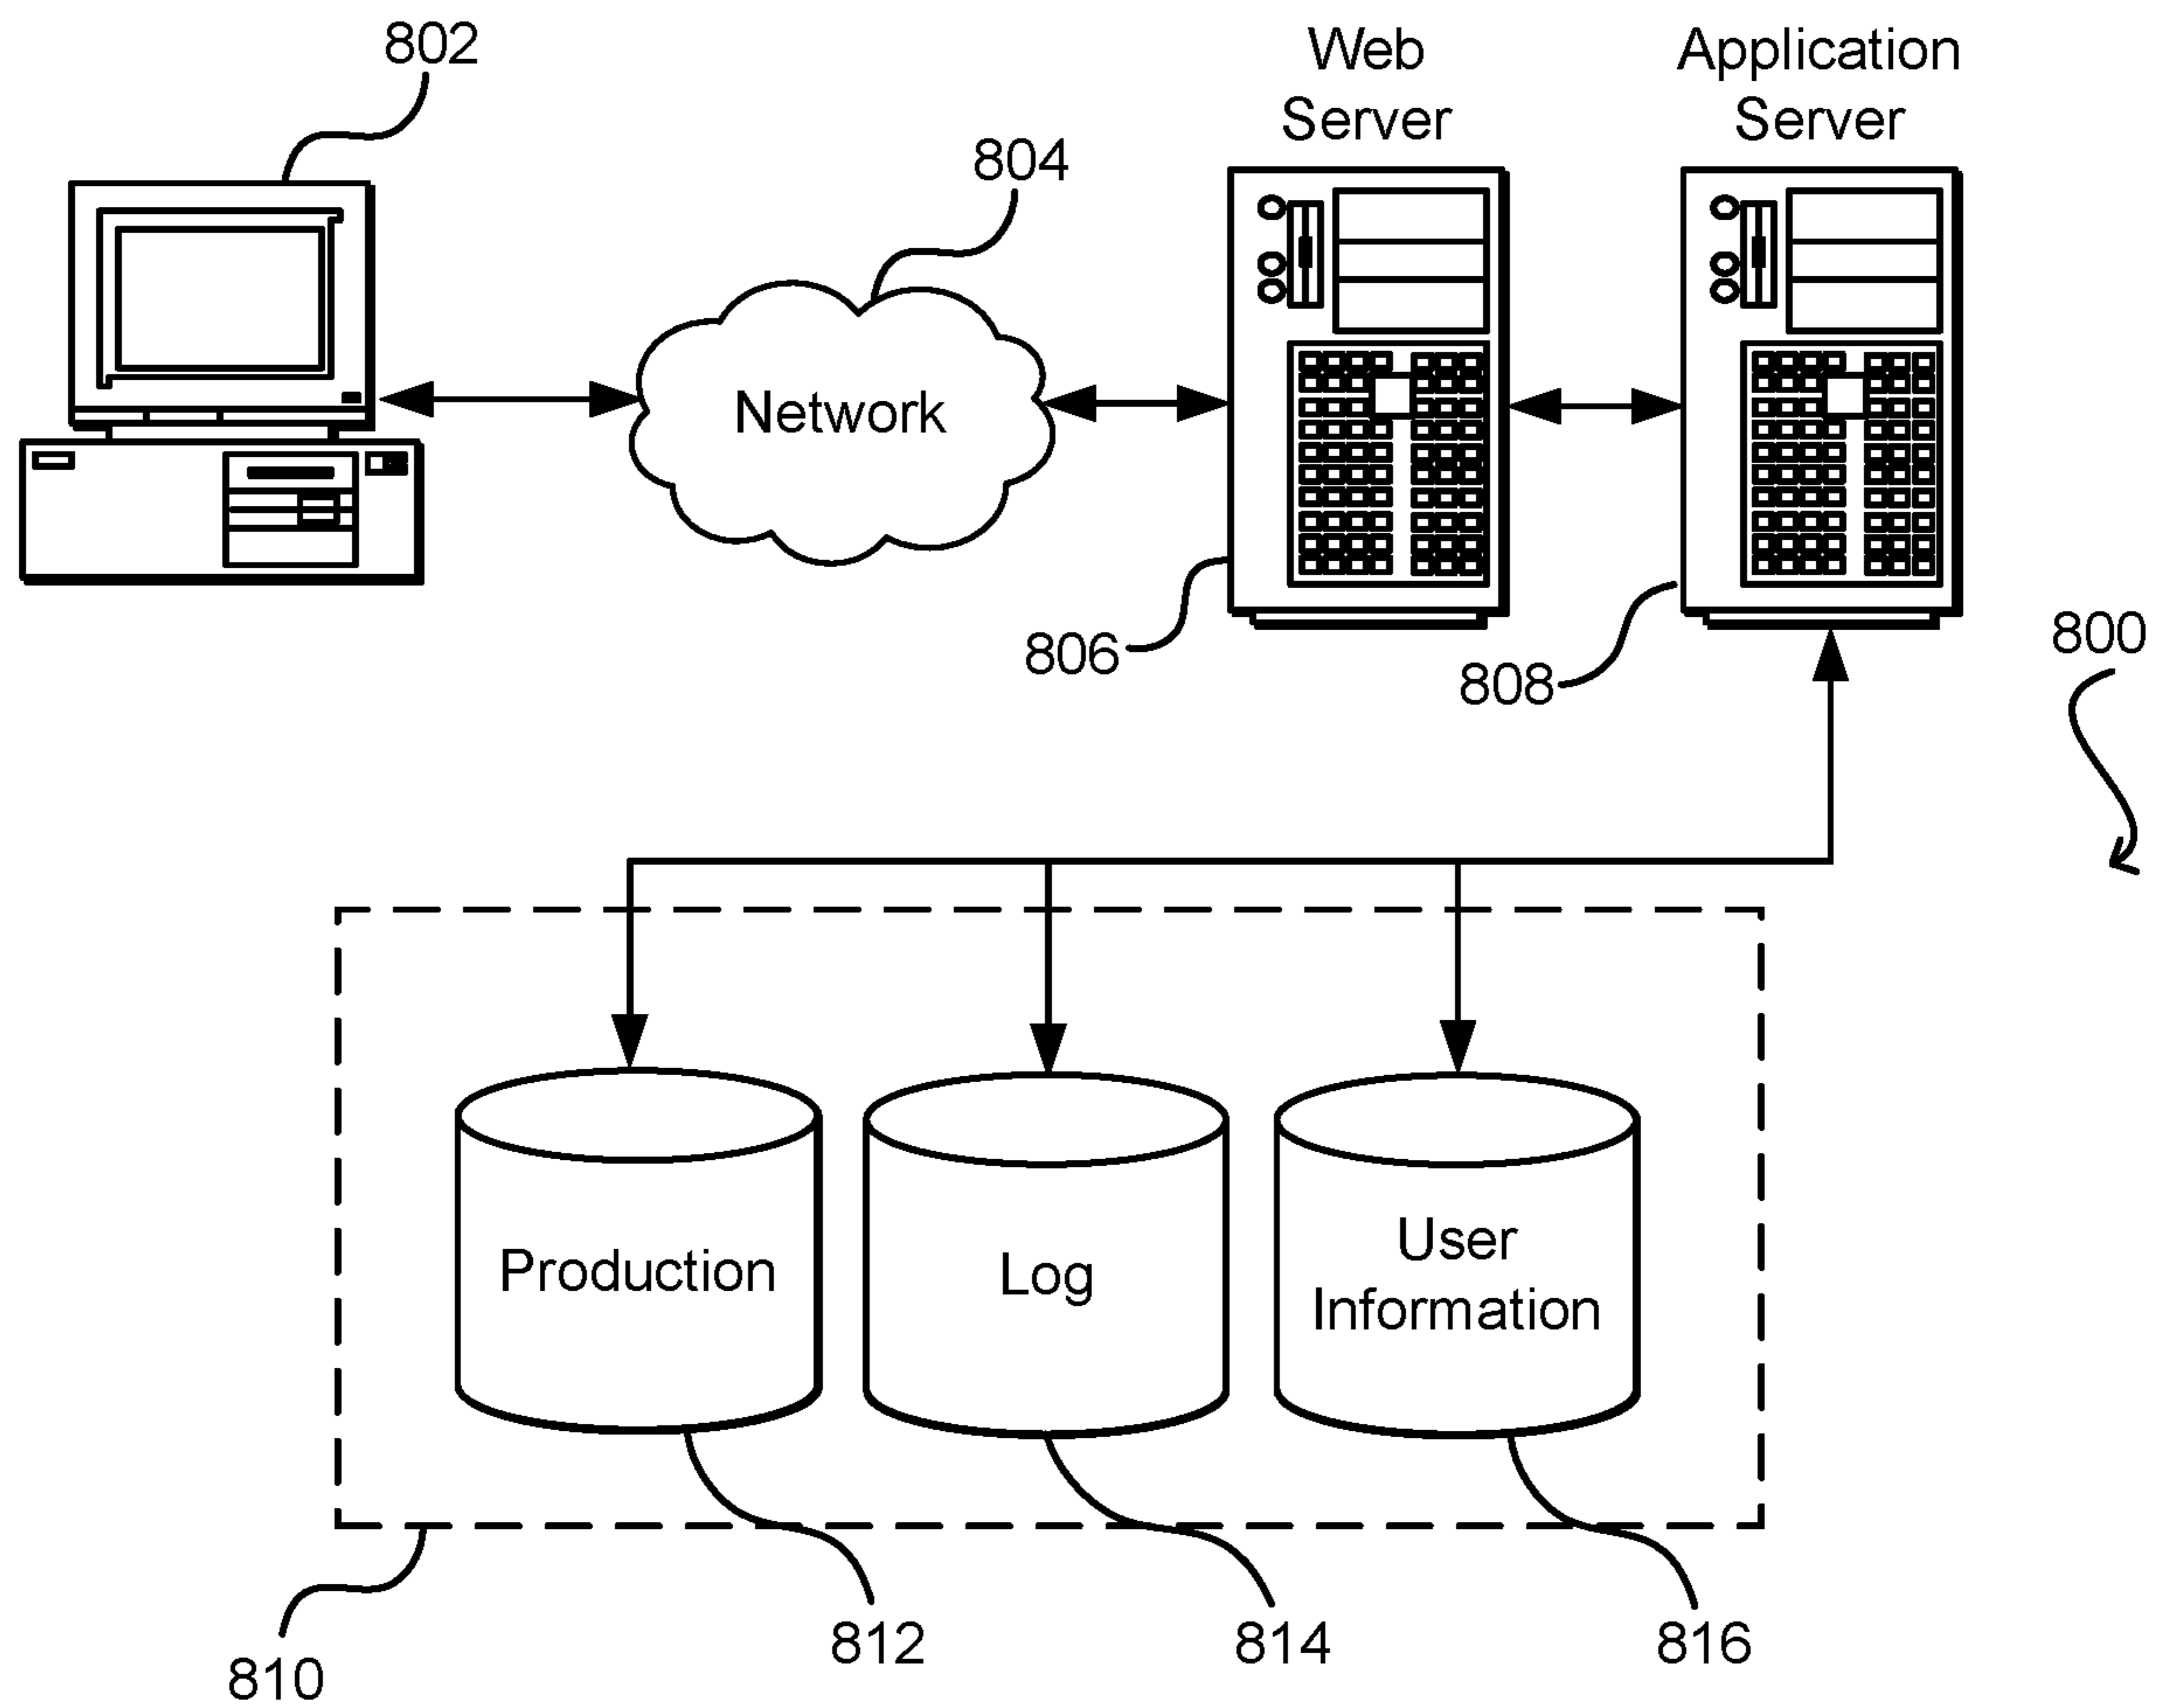 802
Web
Server
Application
Server
804
Network
806
808
800
Production
Log
User
Information
810
812
814
816